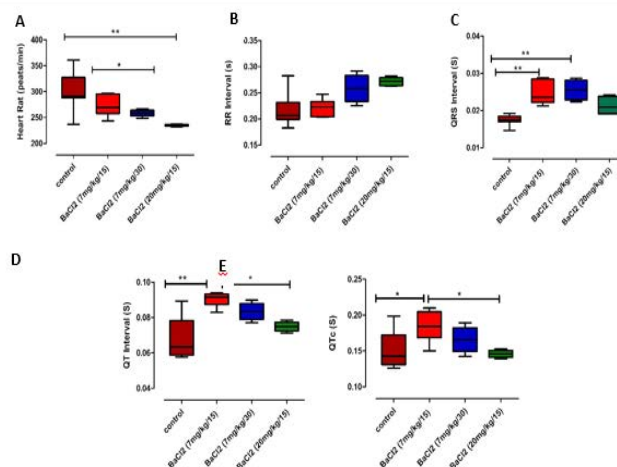 A
**
*
Heart Rat (peats/min)
400
350
300
250
200
control
BaCl2 (7mg/kg/15)
BaCl2 (7mg/kg/30)
BaCl2 (20mg/kg/15)
B
RR Interval (s)
0.35
0.30
0.25
0.20
0.15
control
BaCl2 (7mg/kg/15)
BaCl2 (7mg/kg/30)
BaCl2 (20mg/kg/15)
C
**
**
QRS Interval (S)
0.04
0.03
0.02
0.01
control
BaCl2 (7mg/kg/15)
BaCl2 (7mg/kg/30)
BaCl2 (20mg/kg/15)
D
**
*
QT Interval (S)
0.10
0.08
0.06
0.04
control
BaCl2 (7mg/kg/15)
BaCl2 (7mg/kg/30)
BaCl2 (20mg/kg/15)
E
*
*
QTc (S)
0.25
0.20
0.15
0.10
control
BaCl2 (7mg/kg/15)
BaCl2 (7mg/kg/30)
BaCl2 (20mg/kg/15)